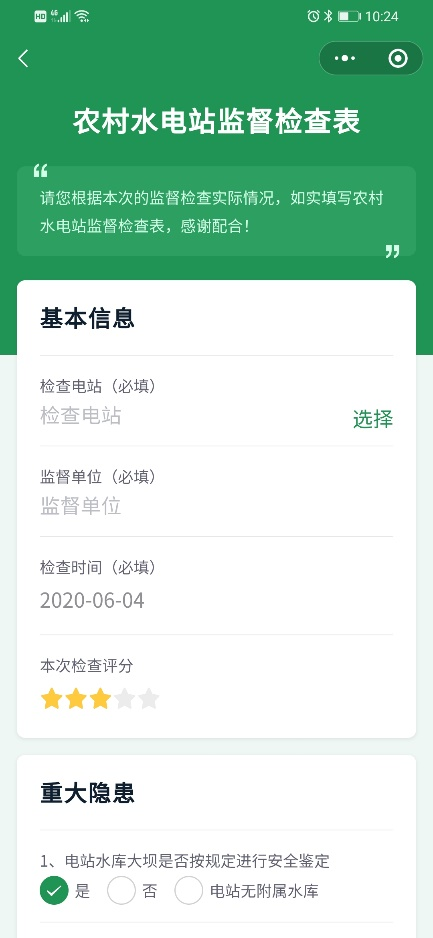 HD 4G 10:24
农村水电站监督检查表
请您根据本次的监督检查实际情况，如实填写农村
水电站监督检查表，感谢配合！
基本信息
检查电站（必填）
检查电站 选择
监督单位（必填）
监督单位
检查时间（必填）
2020-06-04
本次检查评分
重大隐患
1、电站水库大坝是否按规定进行安全鉴定
是 否 电站无附属水库